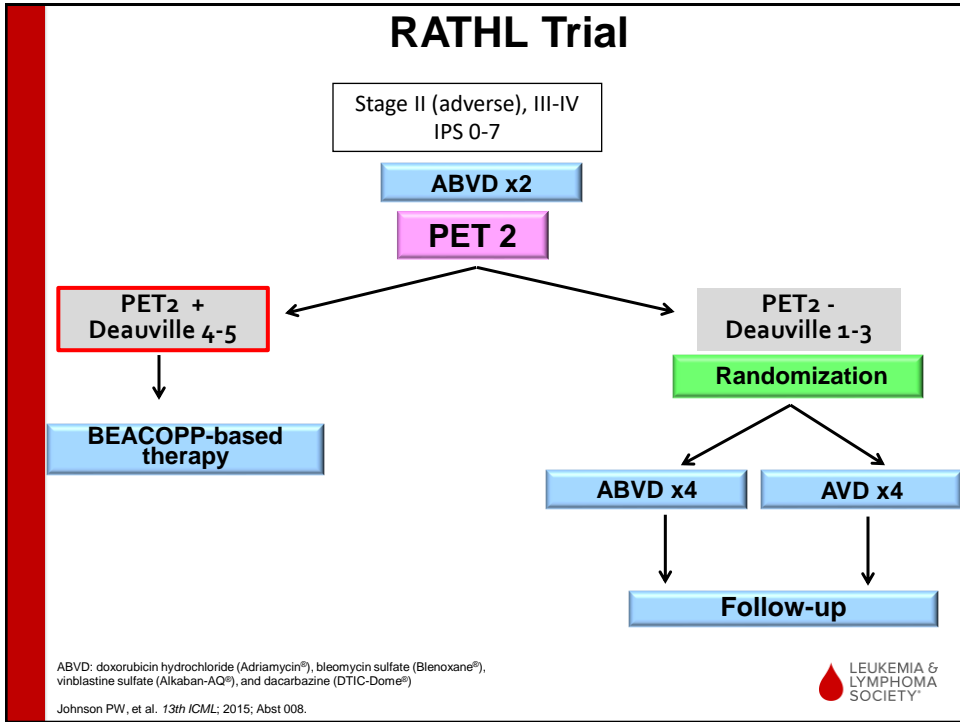 RATHL Trial
Stage II (adverse), III-IV
IPS 0-7
ABVD x2
PET 2
PET2 +
Deauville 4-5
PET2 -
Deauville 1-3
Randomization
BEACOPP-based
therapy
ABVD x4
AVD x4
Follow-up
ABVD: doxorubicin hydrochloride (Adriamycin®), bleomycin sulfate (Blenoxane®),
vinblastine sulfate (Alkaban-AQ®), and dacarbazine (DTIC-Dome®)
Johnson PW, et al. 13th ICML; 2015; Abst 008.
LEUKEMIA &
LYMPHOMA
SOCIETY®